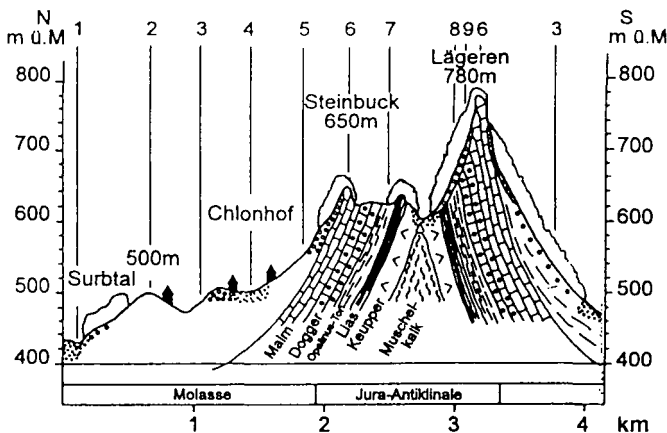 N
m ü.M
S
m ü.M
1 2 3 4 5 6 7 8 9 6 3
Lägeren
780m
Steinbuck
650m
800
800
700
700
600
600
500
500
400
400
Chlonhof
500m
Surbtal
Malm
Dogger
Opalinus-Ton
Lias
Keupper
Muschel-
kalk
Molasse
Jura-Antiklinale
1 2 3 km 4